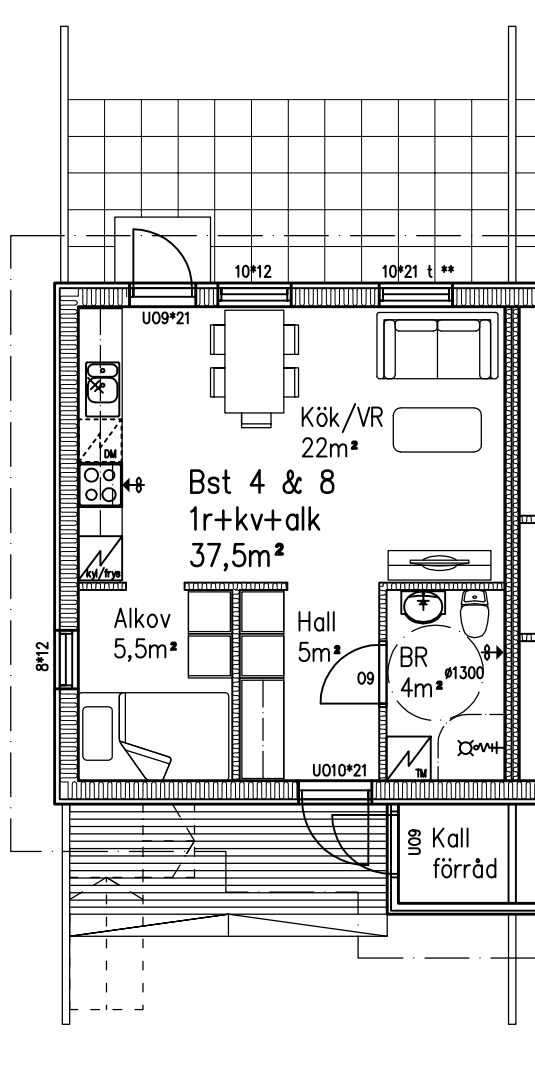 10*12
10*21 t **
U09*21
Kök/VR
22m²
DM
Bst 4 & 8
1r+kv+alk
37,5m²
kyl/frys
Alkov
5,5m²
Hall
5m²
8*12
BR
4m²
ø1300
09
TM
U010*21
U09
Kall
förråd